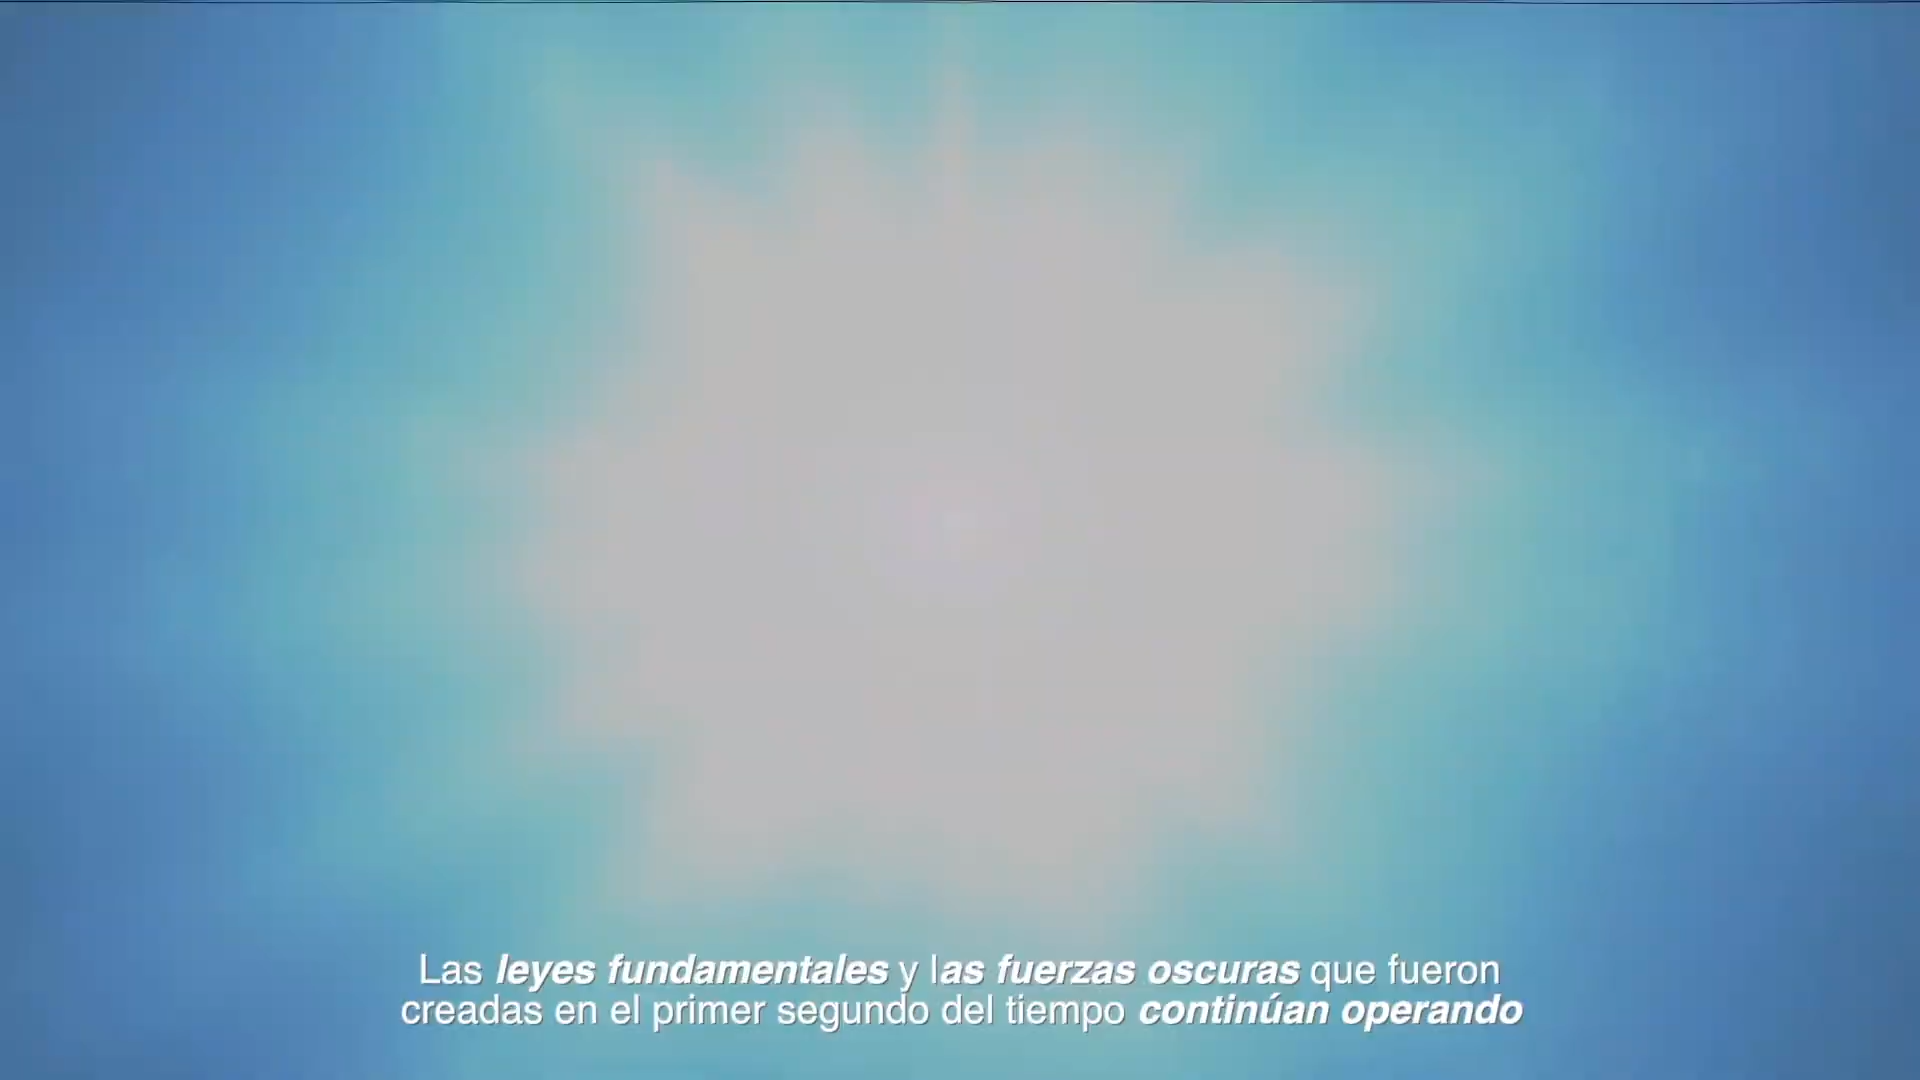 Las leyes fundamentales y las fuerzas oscuras que fueron
creadas en el primer segundo del tiempo continúan operando